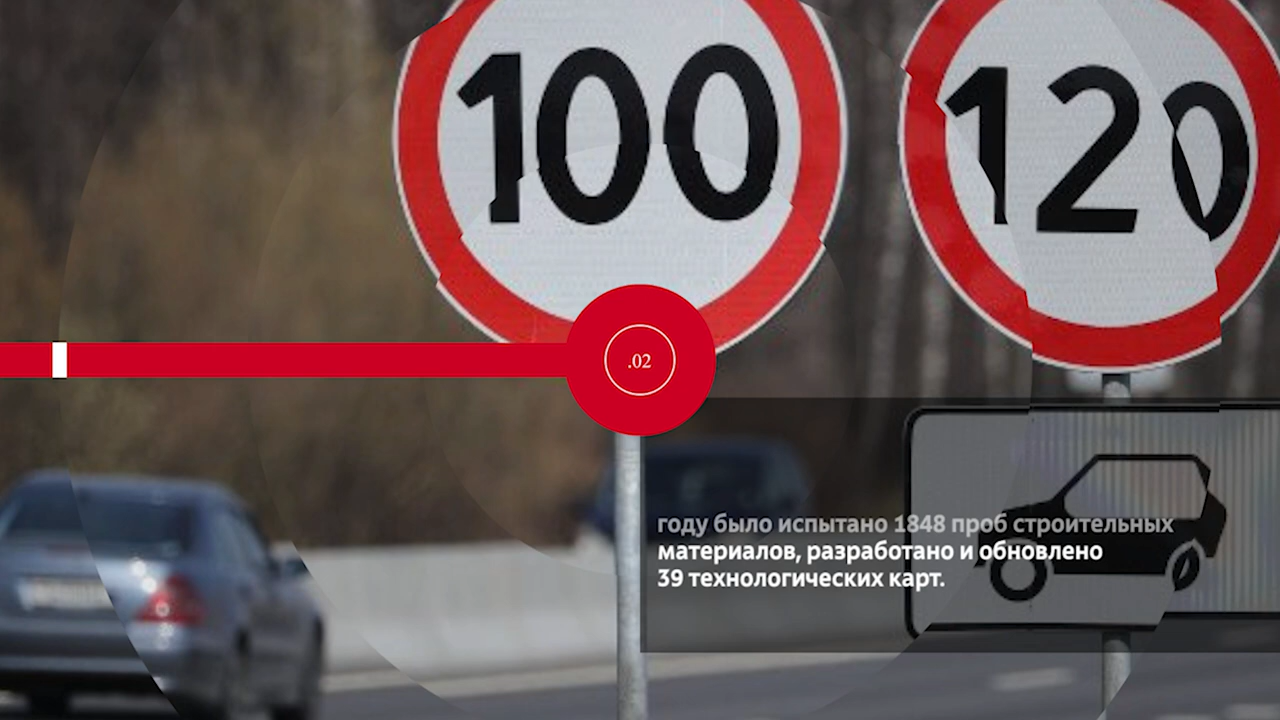 100
120
.02
году было испытано 1848 проб строительных
материалов, разработано и обновлено
39 технологических карт.